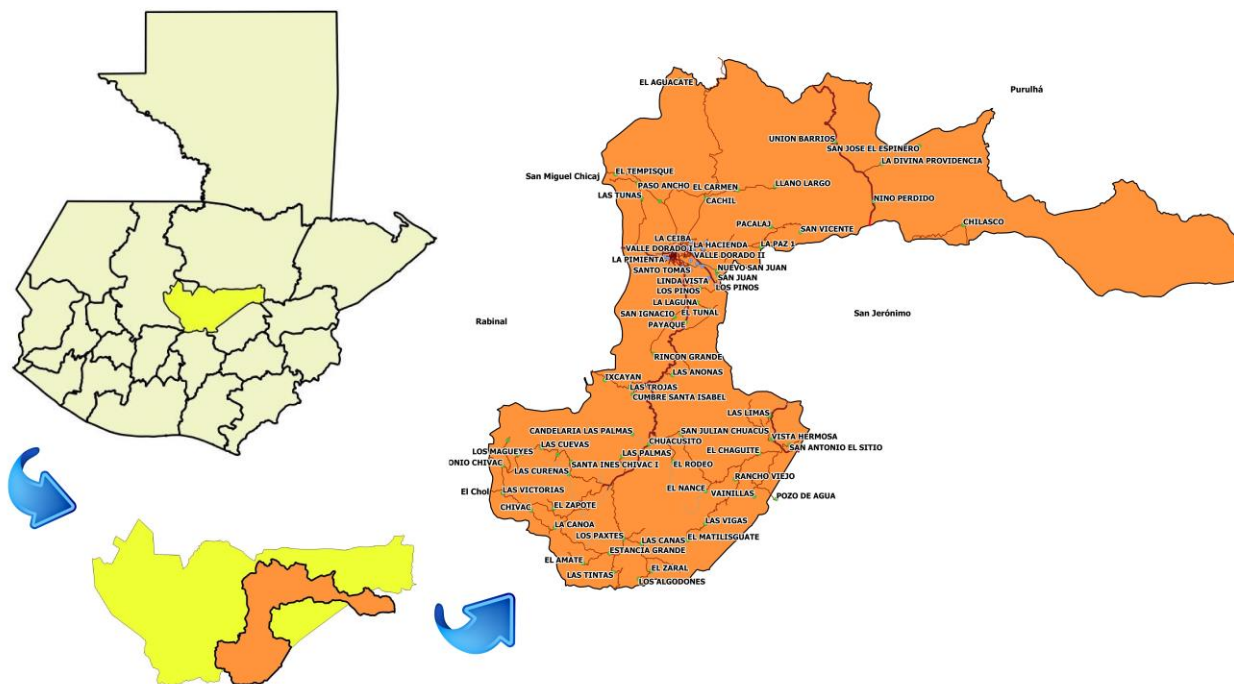 EL AGUACATE
Purulhá
UNION BARRIOS
SAN JOSE EL ESPINERO
LA DIVINA PROVIDENCIA
San Miguel Chicaj
EL TEMPISQUE
PASO ANCHO
EL CARMEN
LLANO LARGO
LAS TUNAS
CACHIL
NINO PERDIDO
PACALAJ
CHILASCO
SAN VICENTE
LA CEIBA
VALLE DORADO I
LA HACIENDA
LA PAZ I
LA PIMIENTA
VALLE DORADO II
SANTO TOMAS
NUEVO SAN JUAN
LINDA VISTA
SAN JUAN
LOS PINOS
LOS PINOS
LA LAGUNA
SAN IGNACIO
EL TUNAL
Rabinal
PAYAQUE
San Jerónimo
RINCON GRANDE
IXCAYAN
LAS ANONAS
LAS TROJAS
CUMBRE SANTA ISABEL
LAS LIMAS
CANDELARIA LAS PALMAS
SAN JULIAN CHUACUS
VISTA HERMOSA
LAS CUEVAS
CHUACUSITO
SAN ANTONIO EL SITIO
LOS MAGUEYES
LAS PALMAS
EL CHAGUITE
ONIO CHIVAC
SANTA INES CHIVAC I
EL RODEO
LAS CURENAS
RANCHO VIEJO
El Chol
LAS VICTORIAS
EL NANCE
VAINILLAS
POZO DE AGUA
CHIVAC
EL ZAPOTE
LA CANOA
LAS VIGAS
LOS PAXTES
LAS CANAS
EL MATILISGUATE
ESTANCIA GRANDE
EL AMATE
LAS TINTAS
EL ZARAL
LOS ALGODONES